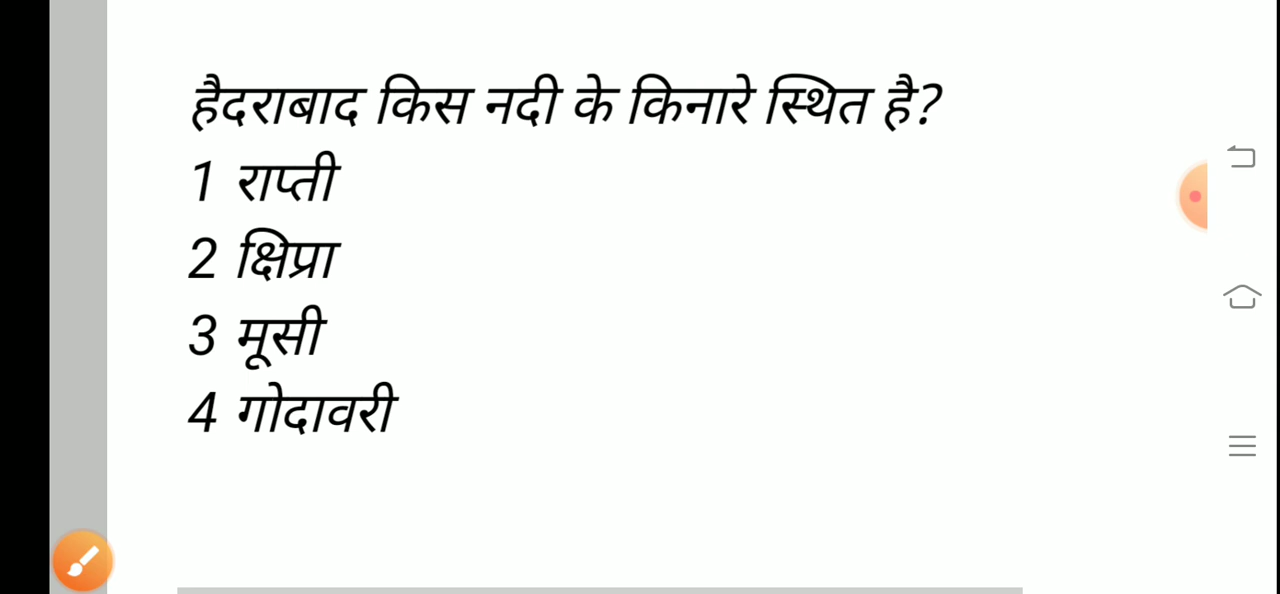 हैदराबाद किस नदी के किनारे स्थित है?
1 राप्ती
2 क्षिप्रा
3 मूसी
4 गोदावरी